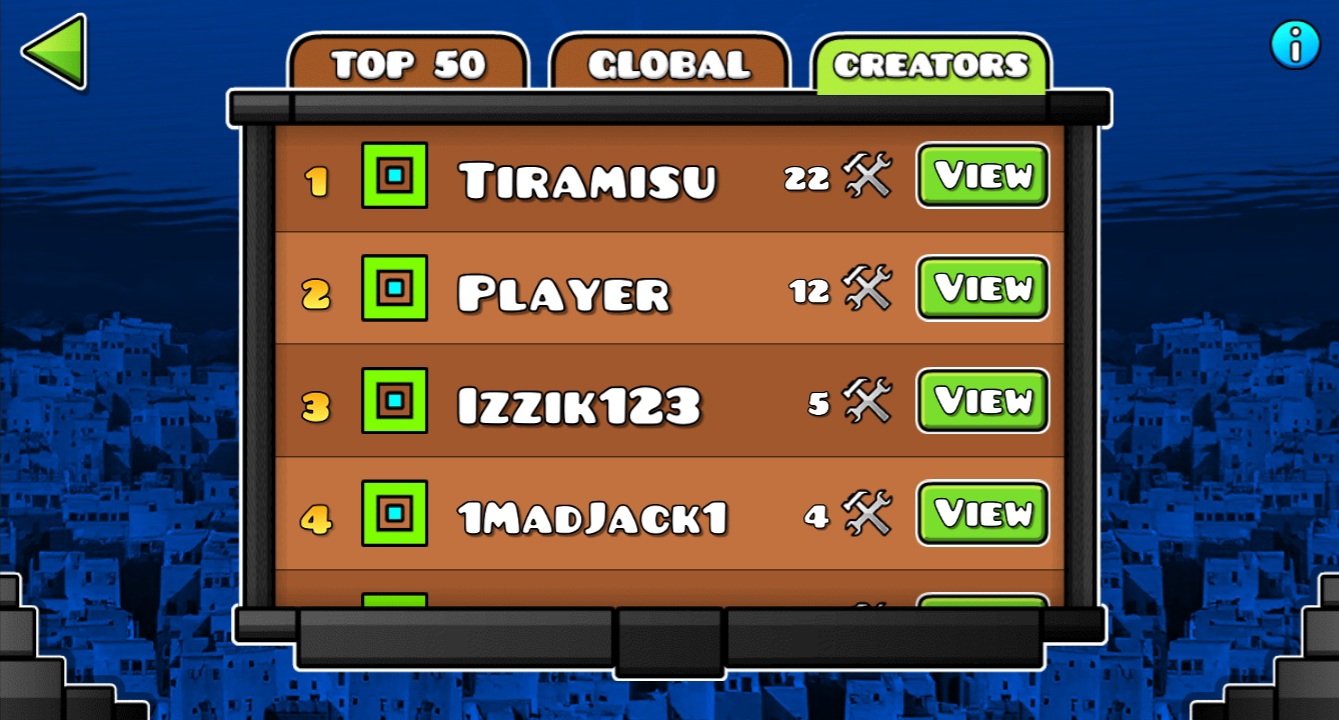 TOP 50 GLOBAL CREATORS
1 TIRAMISU 22 VIEW
2 PLAYER 12 VIEW
3 IZZIK123 5 VIEW
4 1MADJACK1 4 VIEW